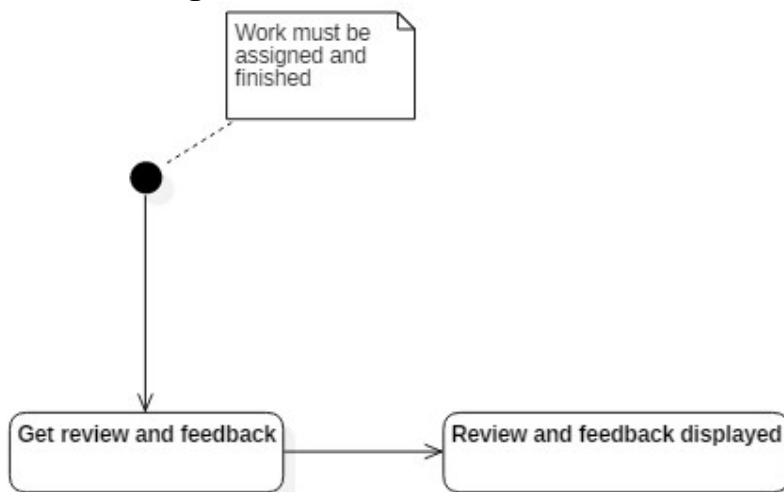 Work must be
assigned and
finished
Get review and feedback
Review and feedback displayed